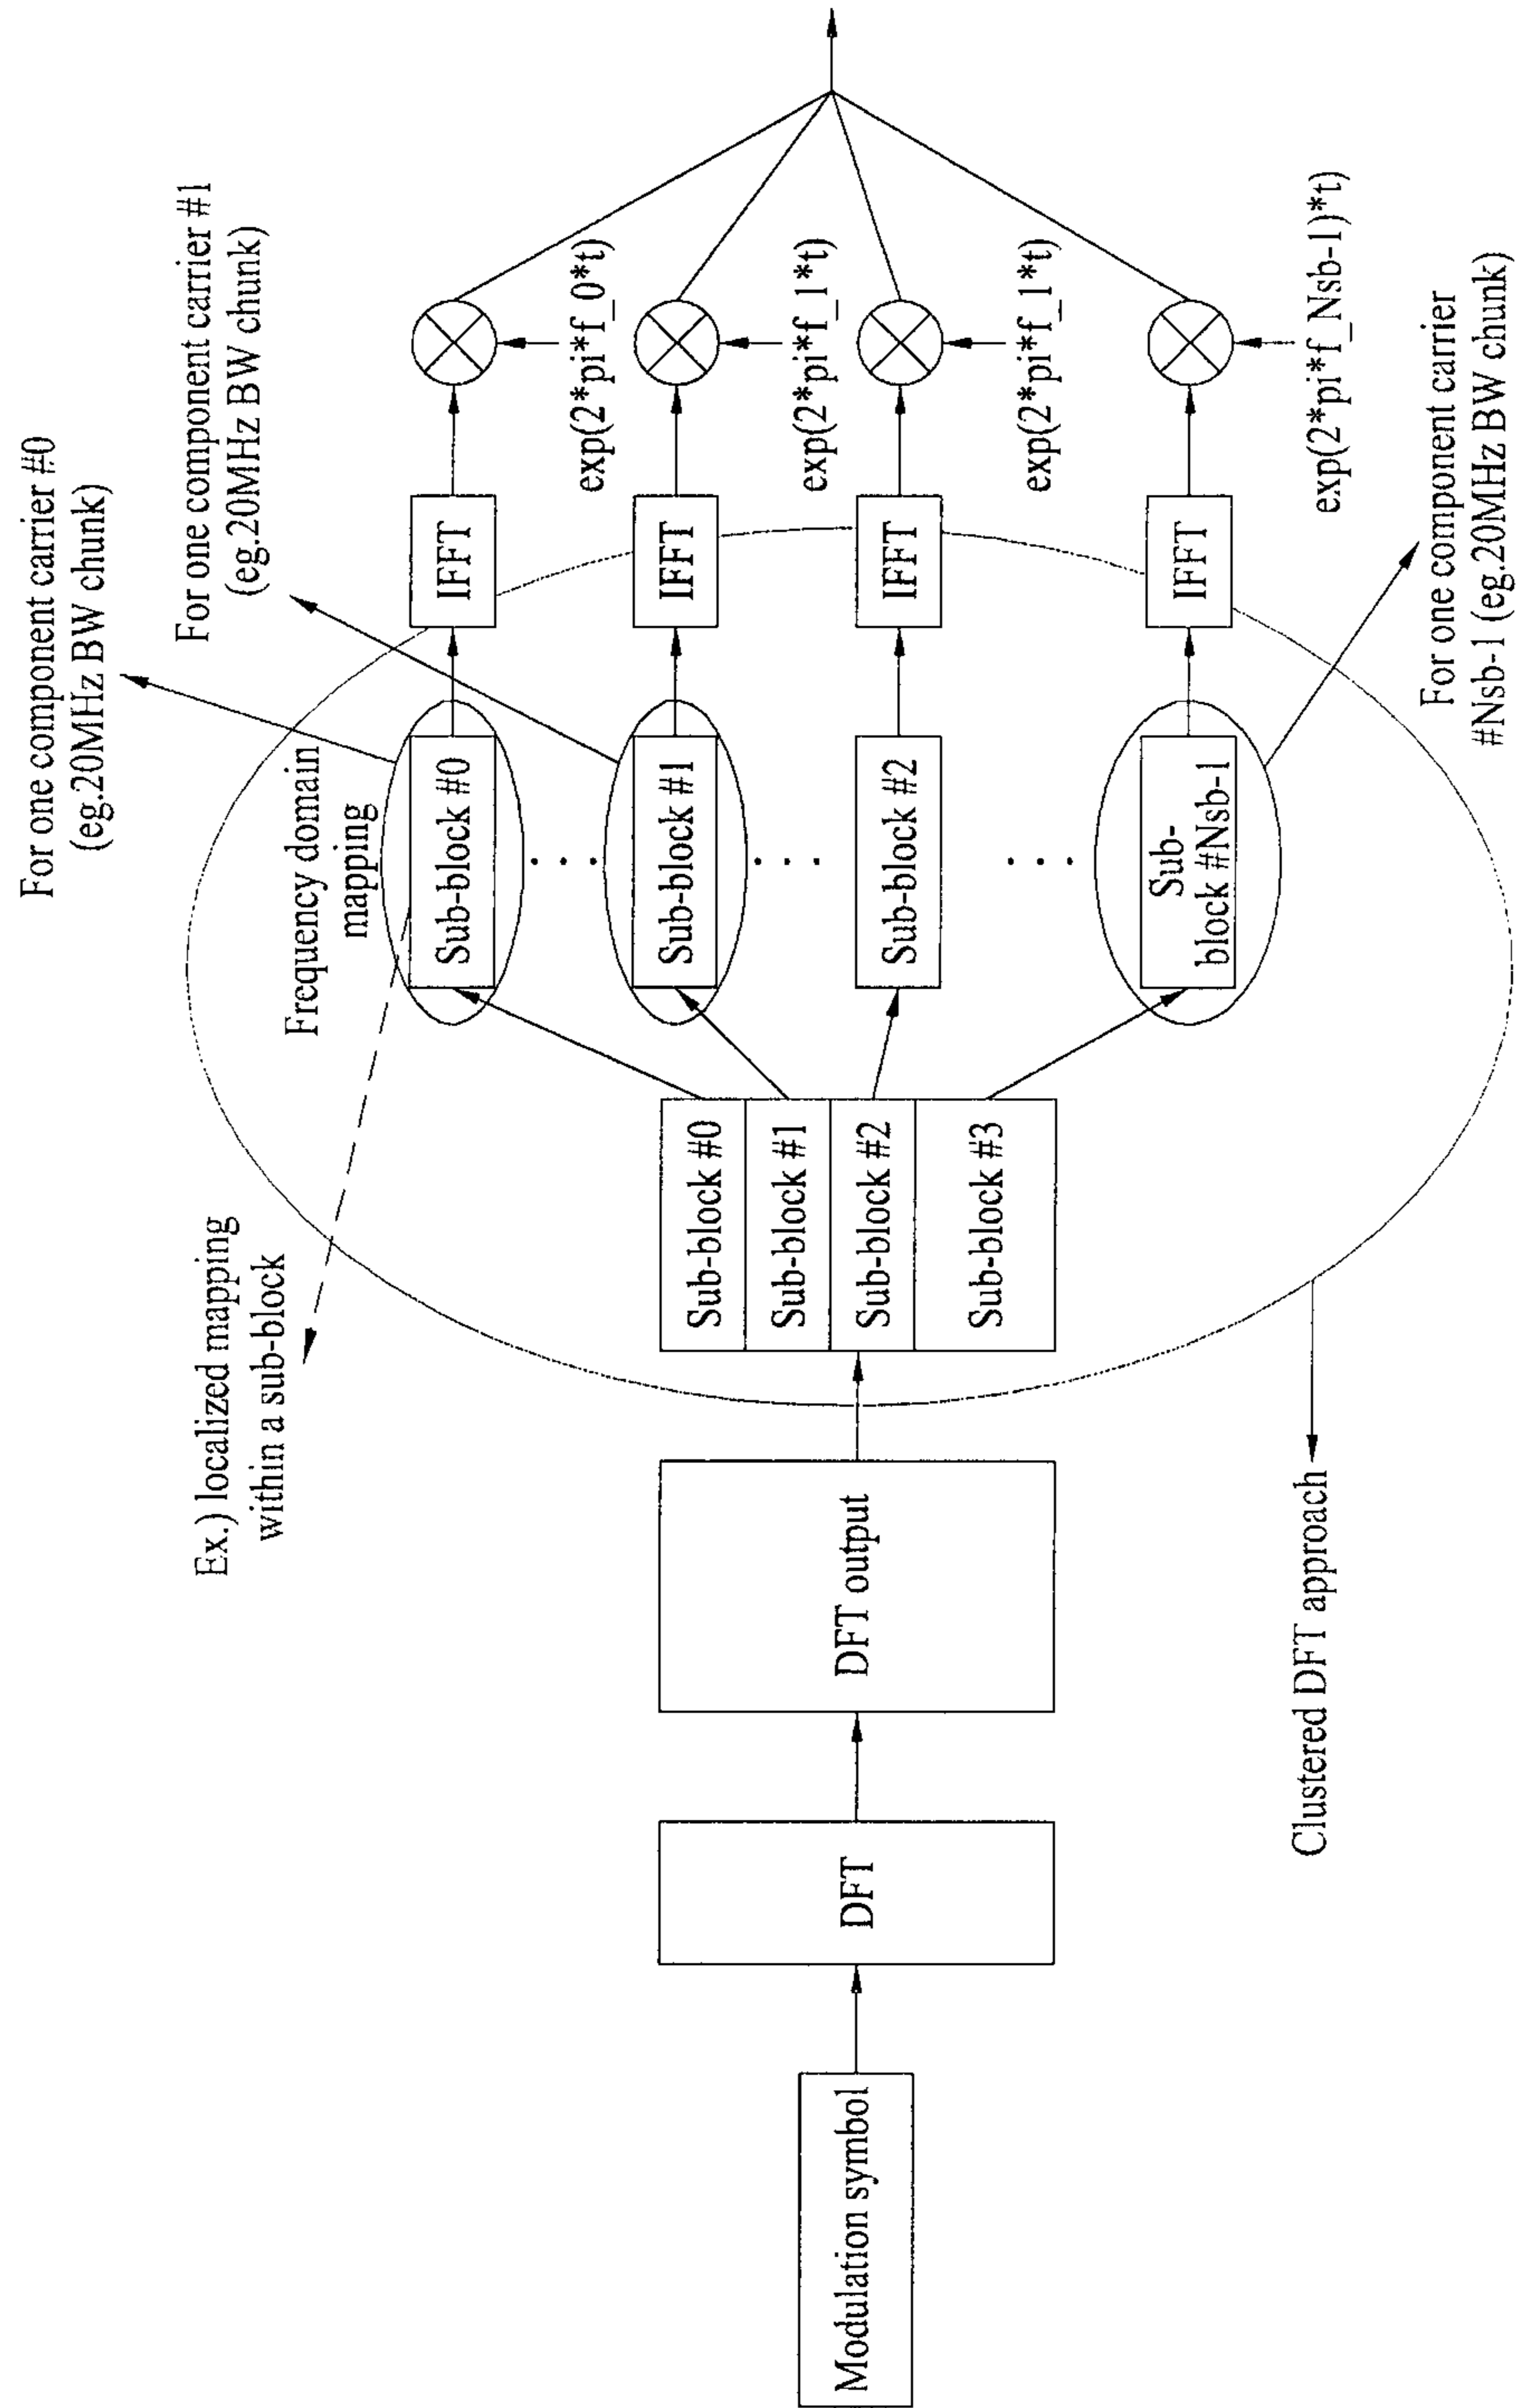 For one component carrier #0
(eg.20MHz BW chunk)
For one component carrier #1
(eg.20MHz BW chunk)
Ex.) localized mapping
within a sub-block
Frequency domain
mapping
Modulation symbol
DFT
DFT output
Sub-block #0
Sub-block #1
Sub-block #2
Sub-block #3
Sub-block #0
IFFT
exp(2*pi*f_0*t)
Sub-block #1
IFFT
exp(2*pi*f_1*t)
Sub-block #2
IFFT
exp(2*pi*f_1*t)
Sub-
block #Nsb-1
IFFT
exp(2*pi*f_Nsb-1)*t)
Clustered DFT approach
For one component carrier
#Nsb-1 (eg.20MHz BW chunk)